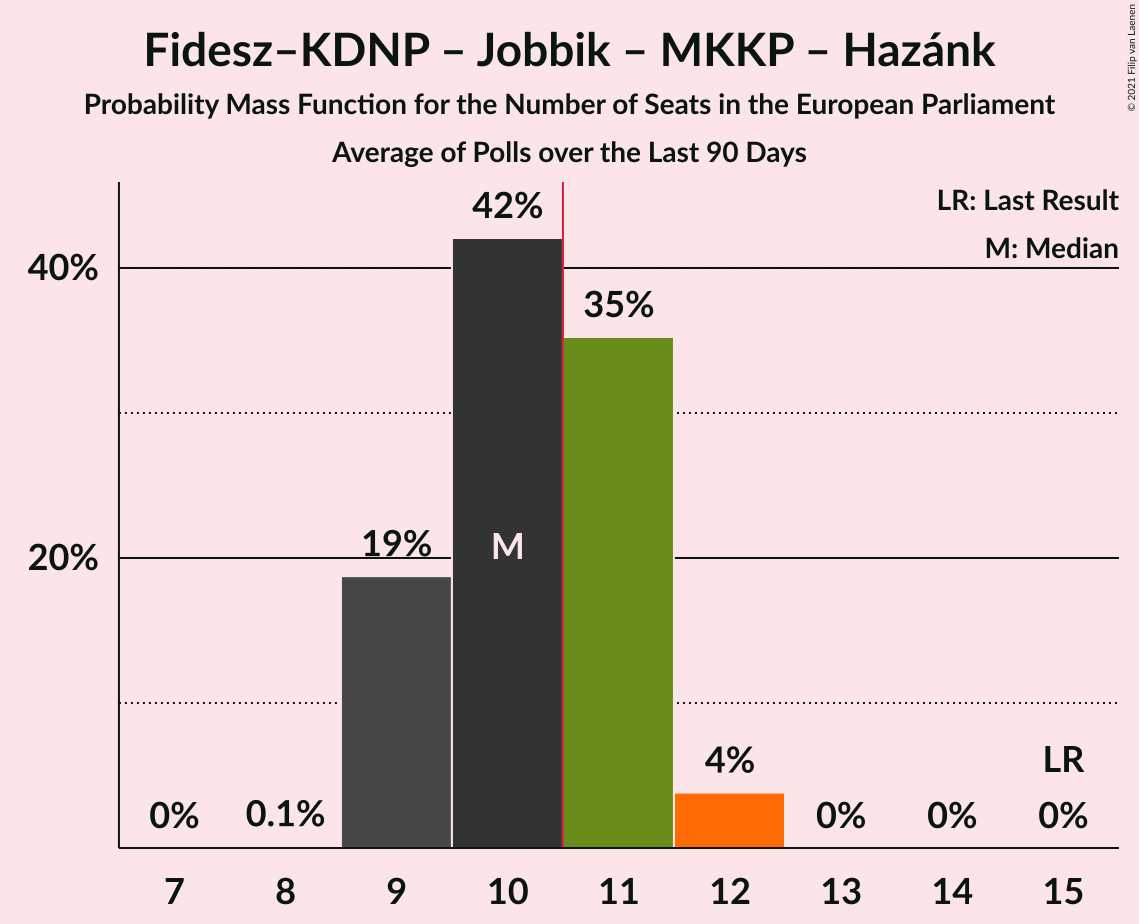 Fidesz–KDNP – Jobbik – MKKP – Hazánk
Probability Mass Function for the Number of Seats in the European Parliament
Average of Polls over the Last 90 Days
© 2021 Filip van Laenen
LR: Last Result
M: Median
42%
40%
35%
19%
M
20%
4%
LR
0%
0.1%
0%
0%
0%
7
8
9
10
11
12
13
14
15